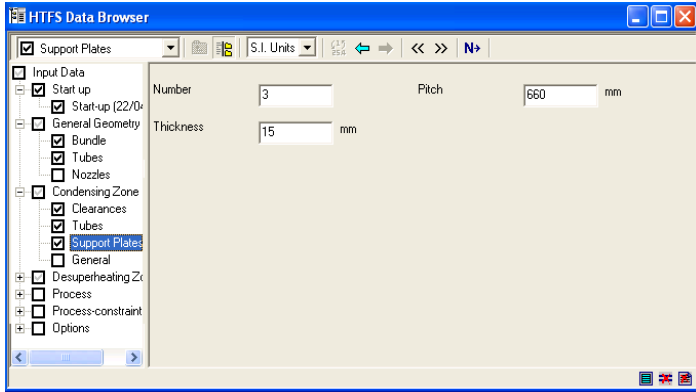 HTFS Data Browser
Support Plates S.I. Units N
Input Data
Start up
Start-up (22/04
General Geometry
Bundle
Tubes
Nozzles
Condensing Zone
Clearances
Tubes
Support Plates
General
Desuperheating Zo
Process
Process-constraint
Options
Number 3 Pitch 660 mm
Thickness 15 mm